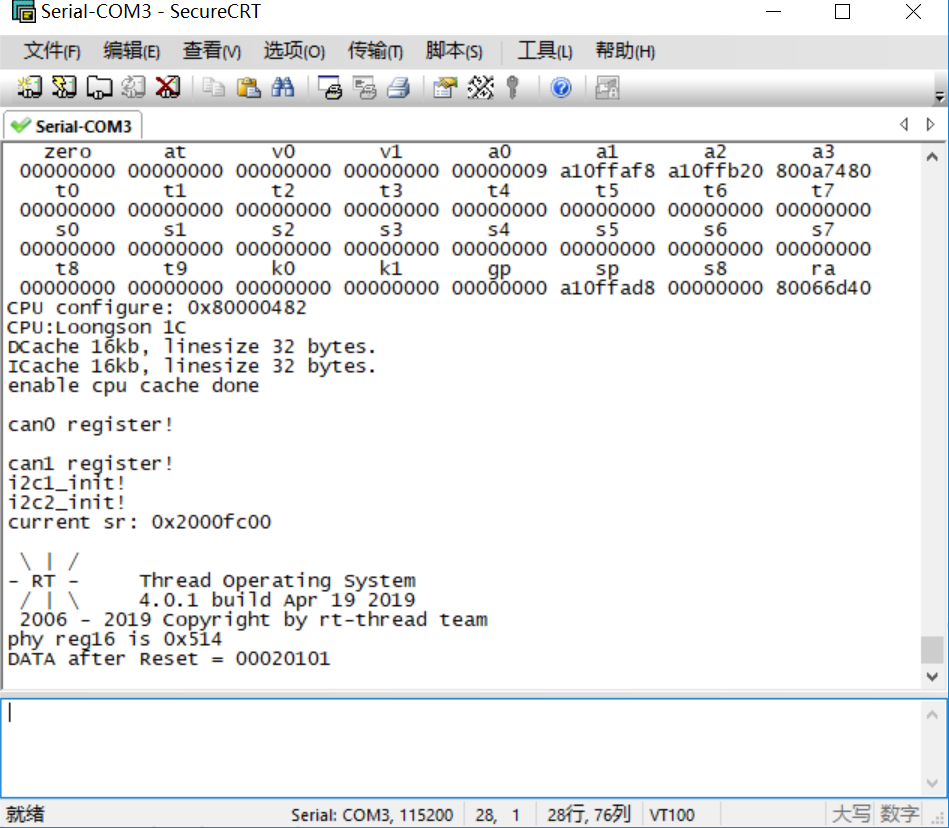 Serial-COM3 - SecureCRT
文件(F) 编辑(E) 查看(V) 选项(O) 传输(T) 脚本(S) 工具(L) 帮助(H)
Serial-COM3
zero at v0 v1 a0 a1 a2 a3
00000000 00000000 00000000 00000000 00000009 a10ffaf8 a10ffb20 800a7480
t0 t1 t2 t3 t4 t5 t6 t7
00000000 00000000 00000000 00000000 00000000 00000000 00000000 00000000
s0 s1 s2 s3 s4 s5 s6 s7
00000000 00000000 00000000 00000000 00000000 00000000 00000000 00000000
t8 t9 k0 k1 gp sp s8 ra
00000000 00000000 00000000 00000000 00000000 a10ffad8 00000000 80066d40
CPU configure: 0x80000482
CPU:Loongson 1C
DCache 16kb, linesize 32 bytes.
ICache 16kb, linesize 32 bytes.
enable cpu cache done
can0 register!
can1 register!
i2c1_init!
i2c2_init!
current sr: 0x2000fc00
\ | /
- RT - Thread Operating System
/ | \ 4.0.1 build Apr 19 2019
2006 - 2019 Copyright by rt-thread team
phy reg16 is 0x514
DATA after Reset = 00020101
就绪 Serial: COM3, 115200 28, 1 28行, 76列 VT100 大写 数字